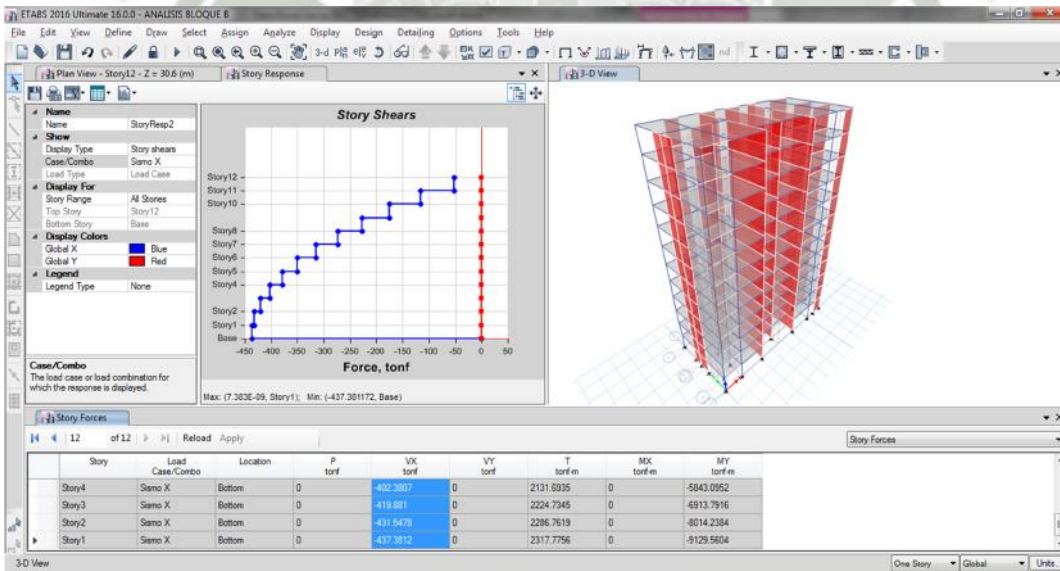 ETABS 2016 Ultimate 16.0.0 - ANALISIS BLOQUE B
File Edit View Define Draw Select Assign Analyze Display Design Detailing Options Tools Help
3-d
nd
Plan View - Story12 - Z = 30.6 (m)
Story Response
3-D View
Name
Name StoryResp2
Show
Display Type Story shears
Case/Combo Sismo X
Load Type Load Case
Display For
Story Range All Stories
Top Story Story12
Bottom Story Base
Display Colors
Global X Blue
Global Y Red
Legend
Legend Type None
Case/Combo
The load case or load combination for
which the response is displayed.
Story Shears
Story12
Story11
Story10
Story8
Story7
Story6
Story5
Story4
Story2
Story1
Base
-450 -400 -350 -300 -250 -200 -150 -100 -50 0 50
Force, tonf
Max: (7.383E-09, Story1); Min: (-437.381172, Base)
Story Forces
12 of 12 Reload Apply
Story Forces
Story Load Case/Combo Location P tonf VX tonf VY tonf T tonf-m MX tonf-m MY tonf-m
Story4 Sismo X Bottom 0 -402.3807 0 2131.6935 0 -5843.0952
Story3 Sismo X Bottom 0 -419.881 0 2224.7345 0 -6913.7916
Story2 Sismo X Bottom 0 -431.5478 0 2286.7619 0 -8014.2384
Story1 Sismo X Bottom 0 -437.3812 0 2317.7756 0 -9129.5604
3-D View
One Story Global Units